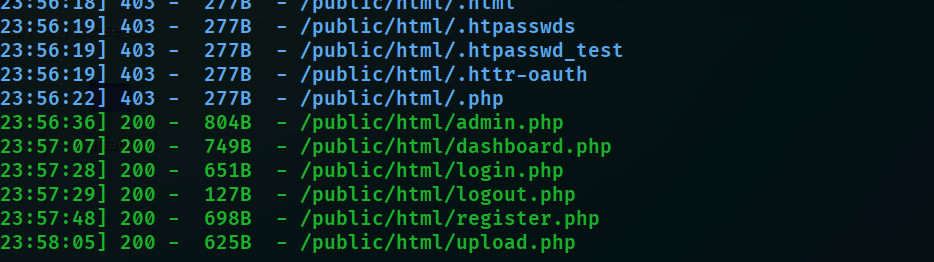 23:56:18] 403 -  277B  - /public/html/.html
23:56:19] 403 -  277B  - /public/html/.htpasswds
23:56:19] 403 -  277B  - /public/html/.htpasswd_test
23:56:19] 403 -  277B  - /public/html/.httr-oauth
23:56:22] 403 -  277B  - /public/html/.php
23:56:36] 200 -  804B  - /public/html/admin.php
23:57:07] 200 -  749B  - /public/html/dashboard.php
23:57:28] 200 -  651B  - /public/html/login.php
23:57:29] 200 -  127B  - /public/html/logout.php
23:57:48] 200 -  698B  - /public/html/register.php
23:58:05] 200 -  625B  - /public/html/upload.php